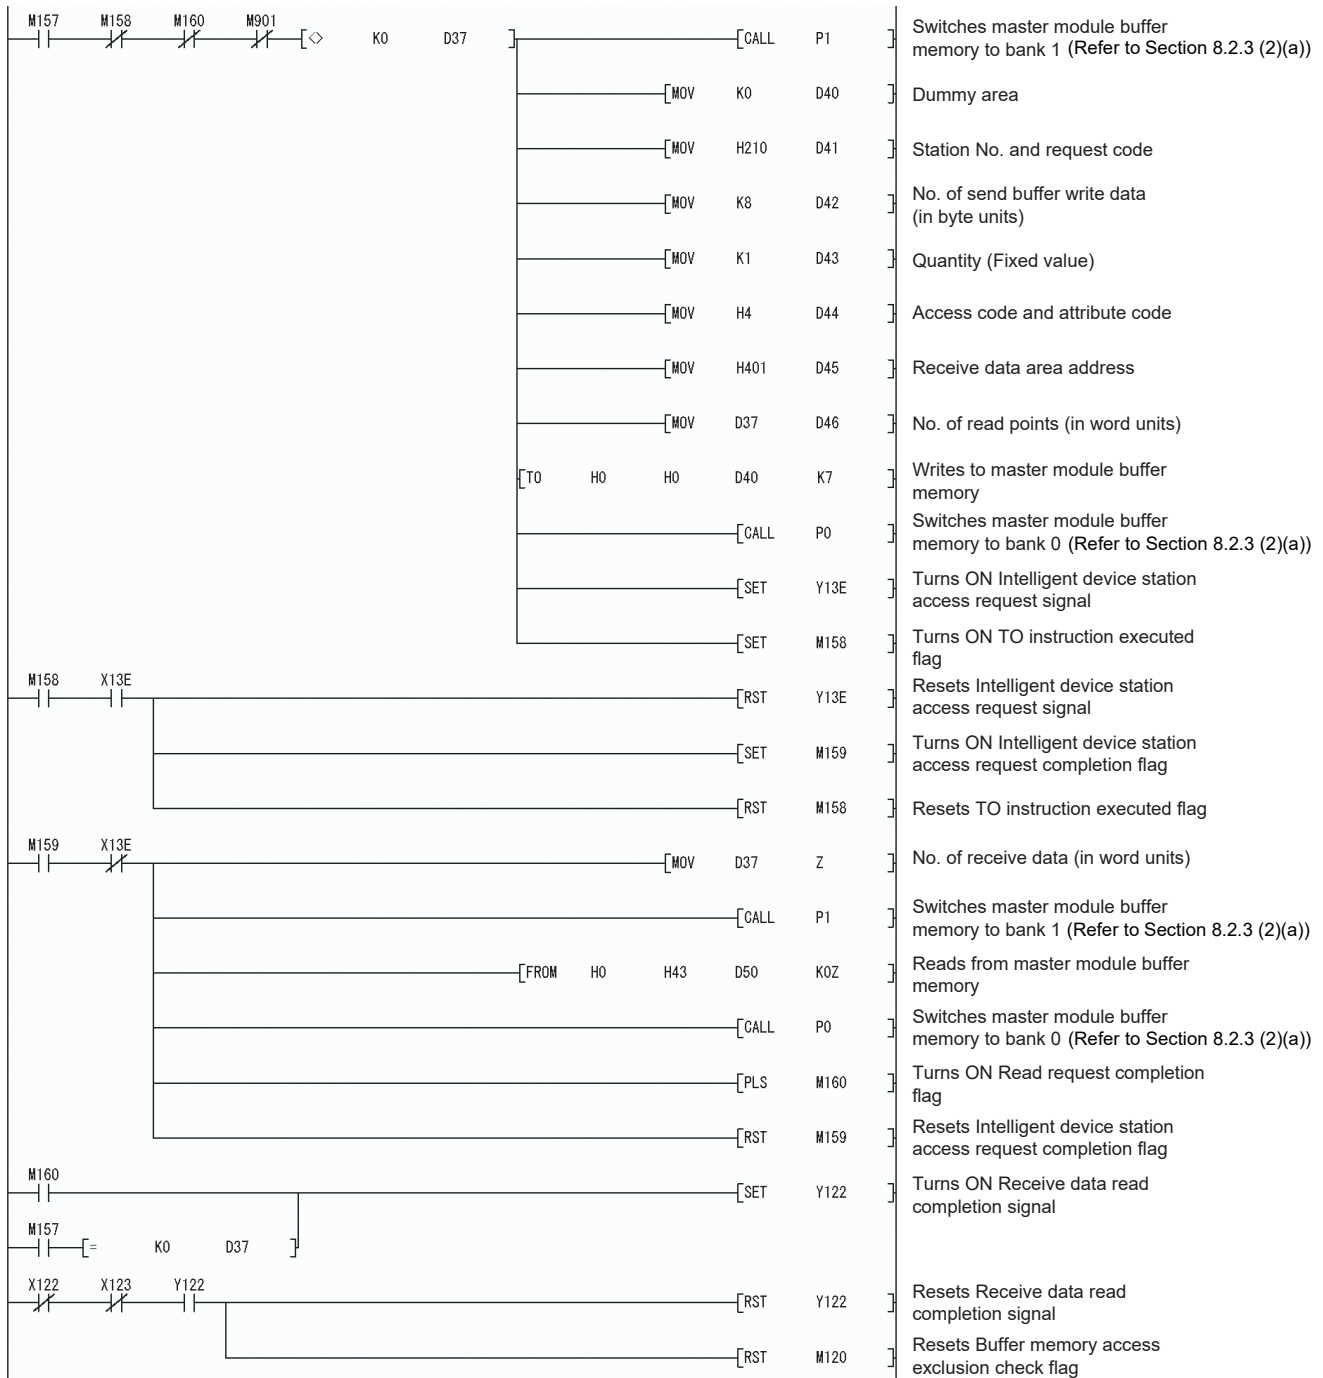 M157 M158 M160 M901
[<> K0 D37 ] [CALL P1 ] Switches master module buffer
memory to bank 1 (Refer to Section 8.2.3 (2)(a))
[MOV K0 D40 ] Dummy area
[MOV H210 D41 ] Station No. and request code
[MOV K8 D42 ] No. of send buffer write data
(in byte units)
[MOV K1 D43 ] Quantity (Fixed value)
[MOV H4 D44 ] Access code and attribute code
[MOV H401 D45 ] Receive data area address
[MOV D37 D46 ] No. of read points (in word units)
[TO H0 H0 D40 K7 ] Writes to master module buffer
memory
[CALL P0 ] Switches master module buffer
memory to bank 0 (Refer to Section 8.2.3 (2)(a))
[SET Y13E ] Turns ON Intelligent device station
access request signal
[SET M158 ] Turns ON TO instruction executed
flag
M158 X13E
[RST Y13E ] Resets Intelligent device station
access request signal
[SET M159 ] Turns ON Intelligent device station
access request completion flag
[RST M158 ] Resets TO instruction executed flag
M159 X13E
[MOV D37 Z ] No. of receive data (in word units)
[CALL P1 ] Switches master module buffer
memory to bank 1 (Refer to Section 8.2.3 (2)(a))
[FROM H0 H43 D50 K0Z ] Reads from master module buffer
memory
[CALL P0 ] Switches master module buffer
memory to bank 0 (Refer to Section 8.2.3 (2)(a))
[PLS M160 ] Turns ON Read request completion
flag
[RST M159 ] Resets Intelligent device station
access request completion flag
M160
[SET Y122 ] Turns ON Receive data read
completion signal
M157
[= K0 D37 ]
X122 X123 Y122
[RST Y122 ] Resets Receive data read
completion signal
[RST M120 ] Resets Buffer memory access
exclusion check flag